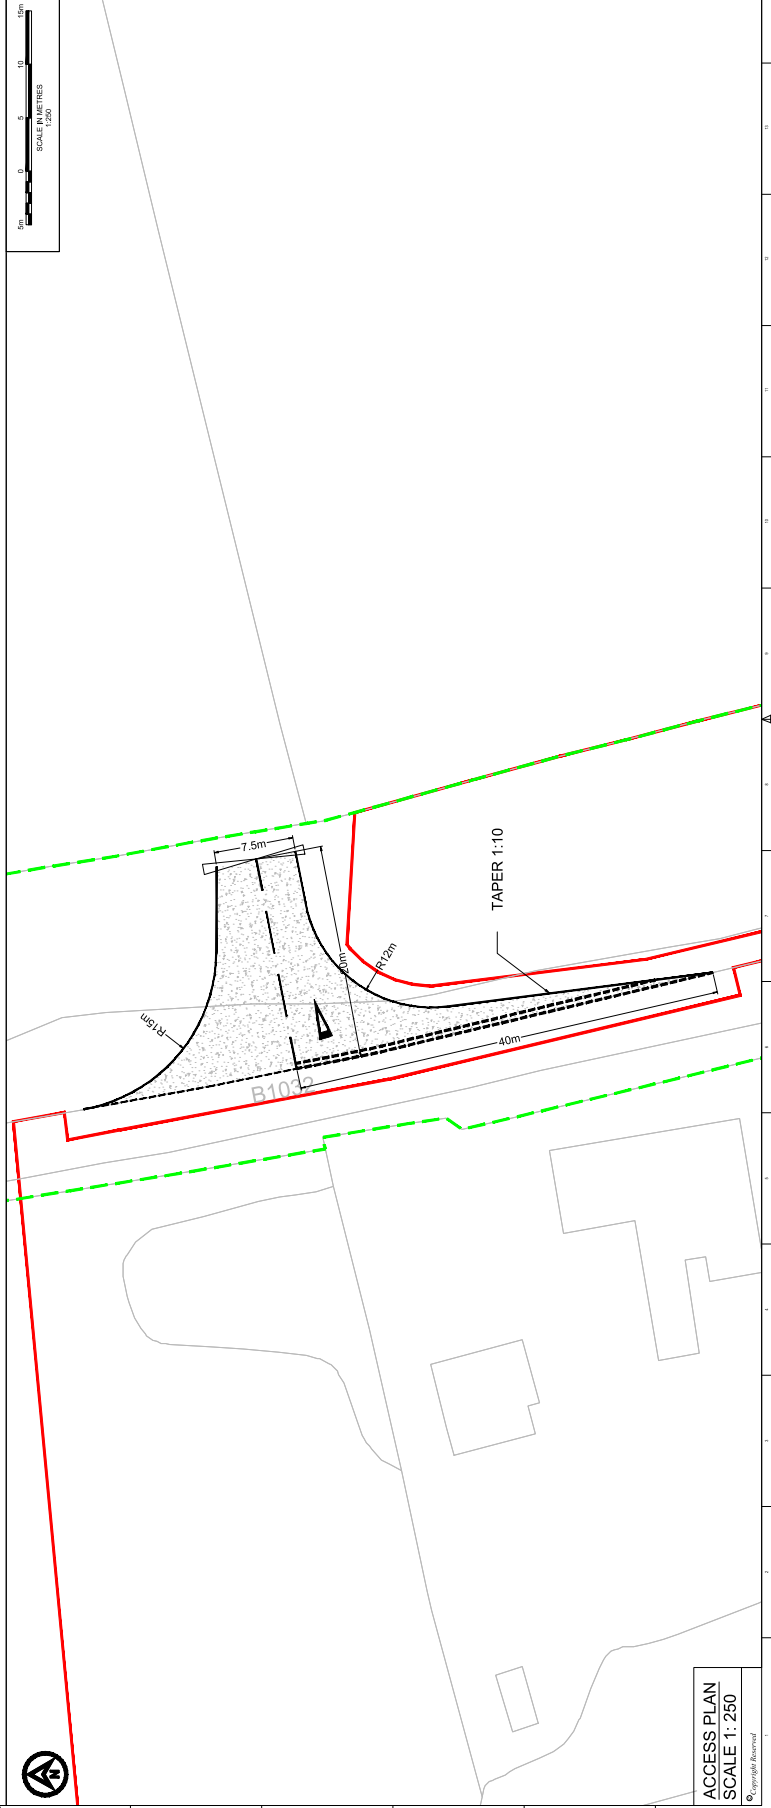 5m 0 5 10 15m
SCALE IN METRES
1:250
7.5m
TAPER 1:10
R12m
20m
R15m
40m
B1032
N
ACCESS PLAN
SCALE 1: 250
© Copyright Reserved